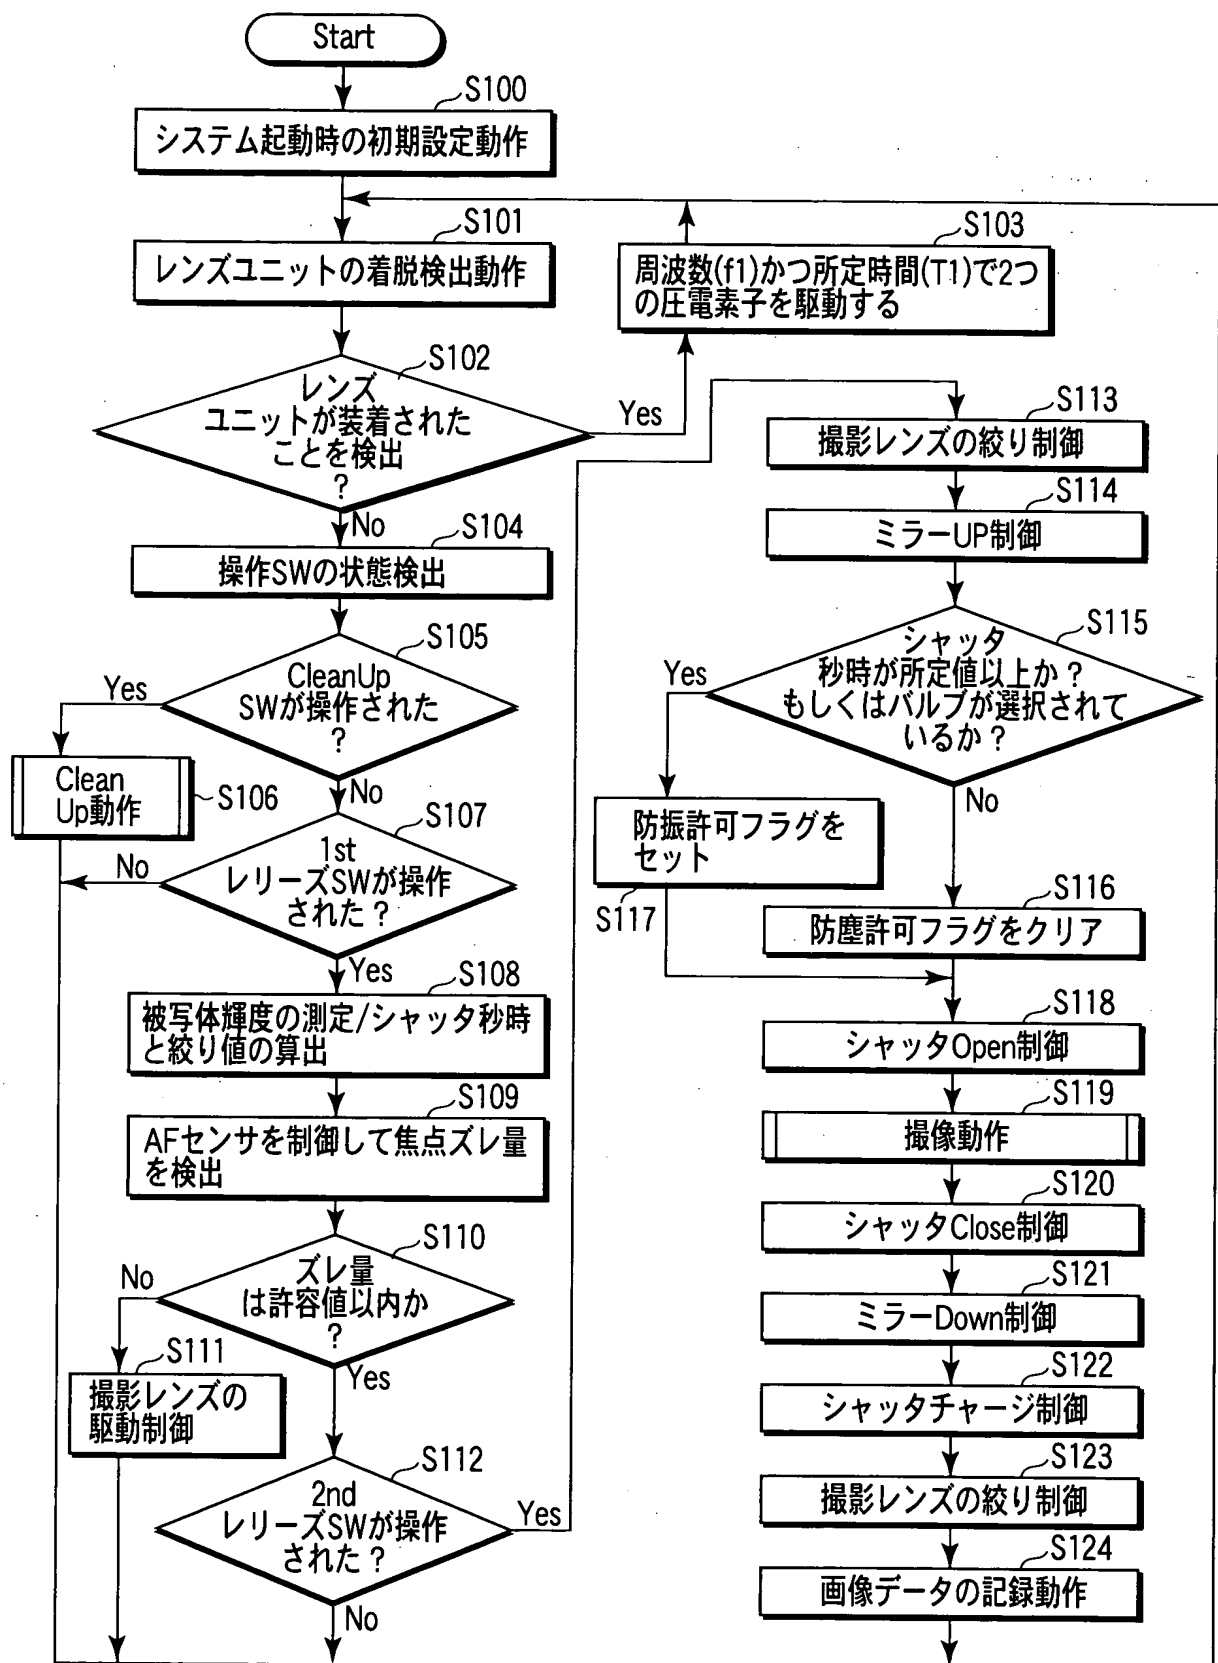 Start
S100
システム起動時の初期設定動作
S101
レンズユニットの着脱検出動作
S103
周波数(f1)かつ所定時間(T1)で2つ
の圧電素子を駆動する
S102
レンズ
ユニットが装着された
ことを検出
?
Yes
No
S104
操作SWの状態検出
S105
CleanUp
SWが操作された
?
Yes
No
Clean
Up動作
S106
S107
1st
レリーズSWが操作
された?
No
Yes
S108
被写体輝度の測定/シャッタ秒時
と絞り値の算出
S109
AFセンサを制御して焦点ズレ量
を検出
S110
ズレ量
は許容値以内か
?
No
Yes
S111
撮影レンズの
駆動制御
S112
2nd
レリーズSWが操作
された?
Yes
No
S113
撮影レンズの絞り制御
S114
ミラーUP制御
S115
シャッタ
秒時が所定値以上か?
もしくはバルブが選択されて
いるか?
Yes
No
防振許可フラグを
セット
S117
S116
防塵許可フラグをクリア
S118
シャッタOpen制御
S119
撮像動作
S120
シャッタClose制御
S121
ミラーDown制御
S122
シャッタチャージ制御
S123
撮影レンズの絞り制御
S124
画像データの記録動作